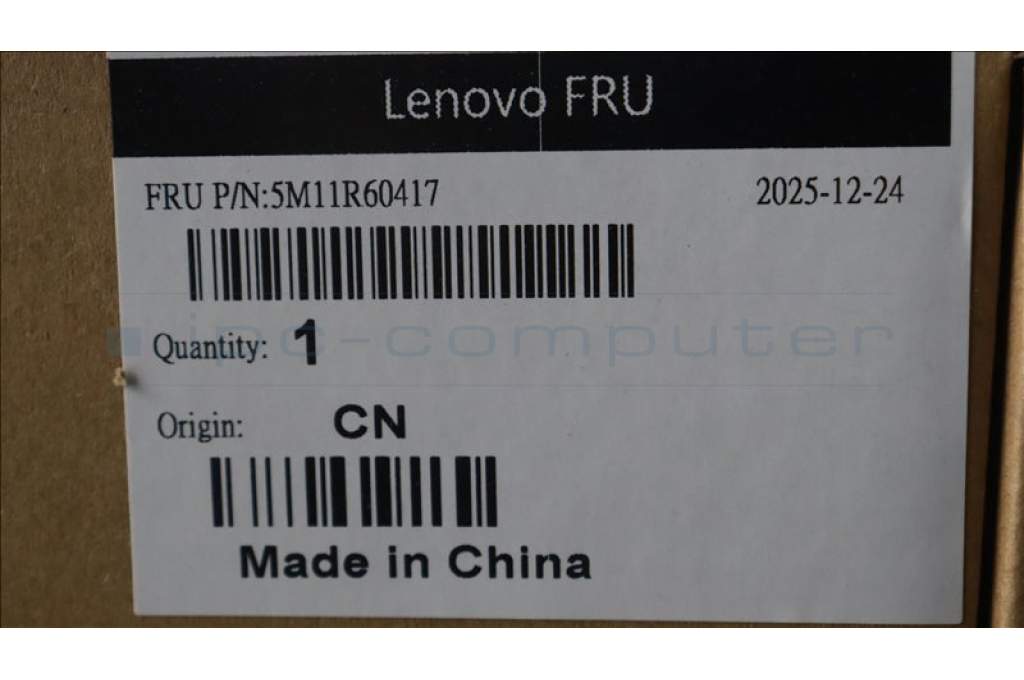 Lenovo FRU
FRU P/N:5M11R60417 2025-12-24
ipc-computer
Quantity: 1
Origin: CN
Made in China